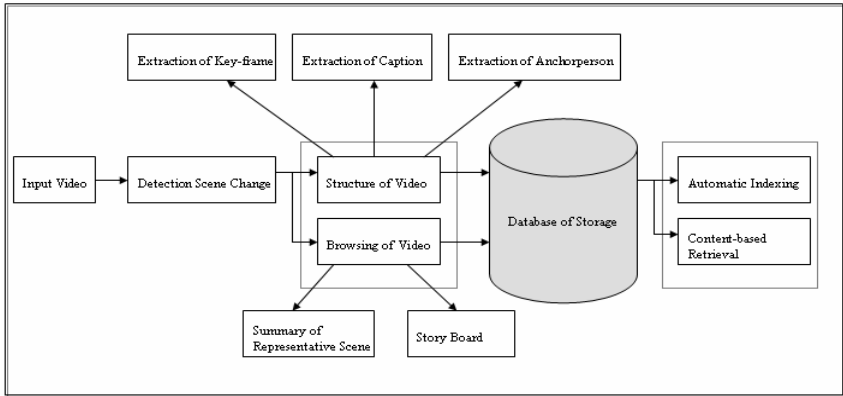 Extraction of Key-frame
Extraction of Caption
Extraction of Anchorperson
Input Video
Detection Scene Change
Structure of Video
Database of Storage
Automatic Indexing
Browsing of Video
Content-based
Retrieval
Summary of
Representative Scene
Story Board